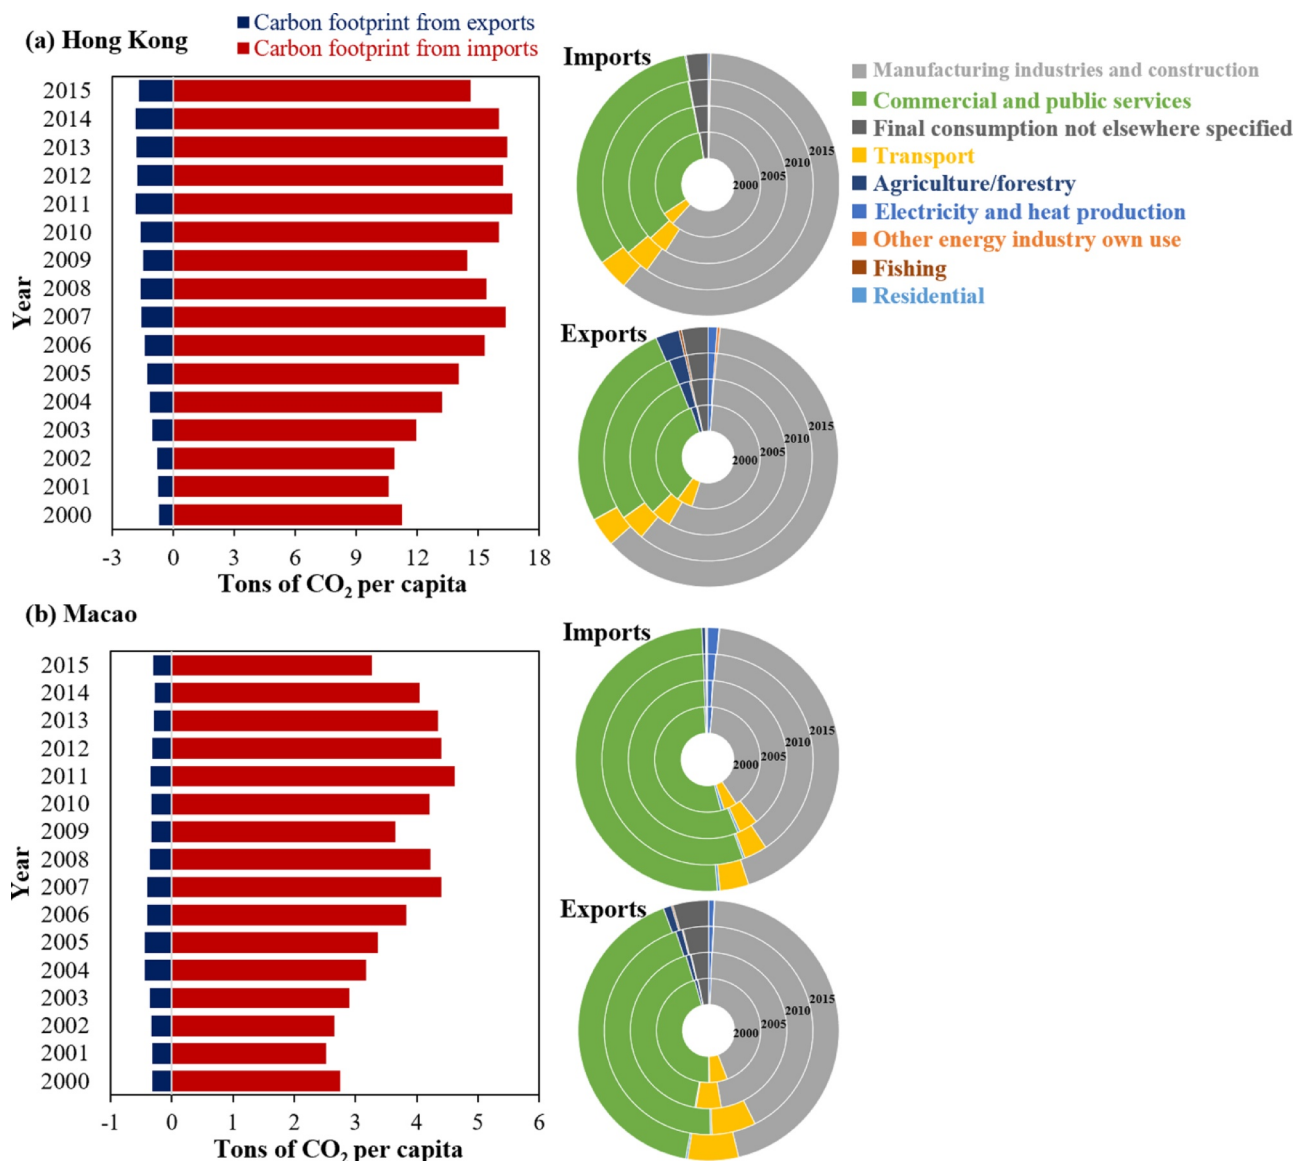 (a) Hong Kong
Carbon footprint from exports
Carbon footprint from imports
Year
2015
2014
2013
2012
2011
2010
2009
2008
2007
2006
2005
2004
2003
2002
2001
2000
-3 0 3 6 9 12 15 18
Tons of CO₂ per capita
Imports
2000 2005 2010 2015
Exports
2000 2005 2010 2015
Manufacturing industries and construction
Commercial and public services
Final consumption not elsewhere specified
Transport
Agriculture/forestry
Electricity and heat production
Other energy industry own use
Fishing
Residential
(b) Macao
Year
2015
2014
2013
2012
2011
2010
2009
2008
2007
2006
2005
2004
2003
2002
2001
2000
-1 0 1 2 3 4 5 6
Tons of CO₂ per capita
Imports
2000 2005 2010 2015
Exports
2000 2005 2010 2015